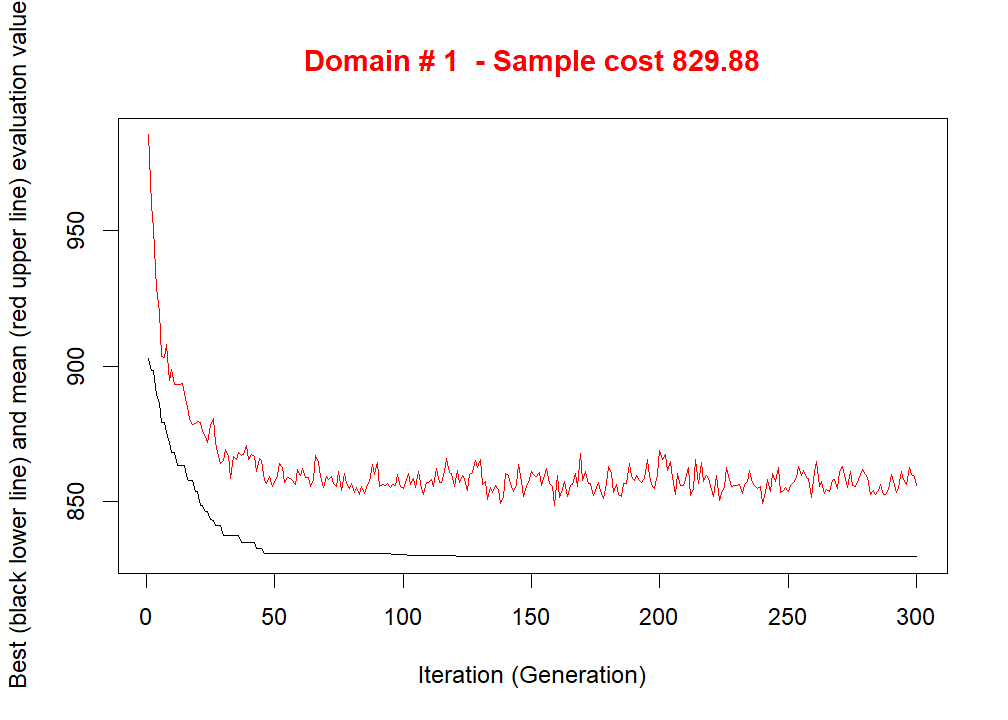 Domain # 1  - Sample cost 829.88
Best (black lower line) and mean (red upper line) evaluation value
950
900
850
0 50 100 150 200 250 300
Iteration (Generation)